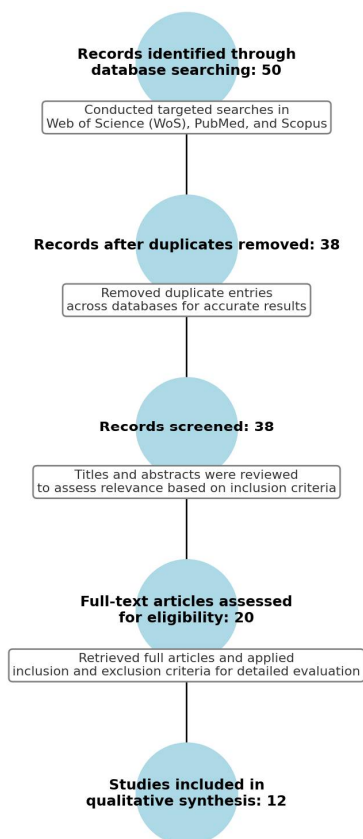 Records identified through
database searching: 50
Conducted targeted searches in
Web of Science (WoS), PubMed, and Scopus
Records after duplicates removed: 38
Removed duplicate entries
across databases for accurate results
Records screened: 38
Titles and abstracts were reviewed
to assess relevance based on inclusion criteria
Full-text articles assessed
for eligibility: 20
Retrieved full articles and applied
inclusion and exclusion criteria for detailed evaluation
Studies included in
qualitative synthesis: 12